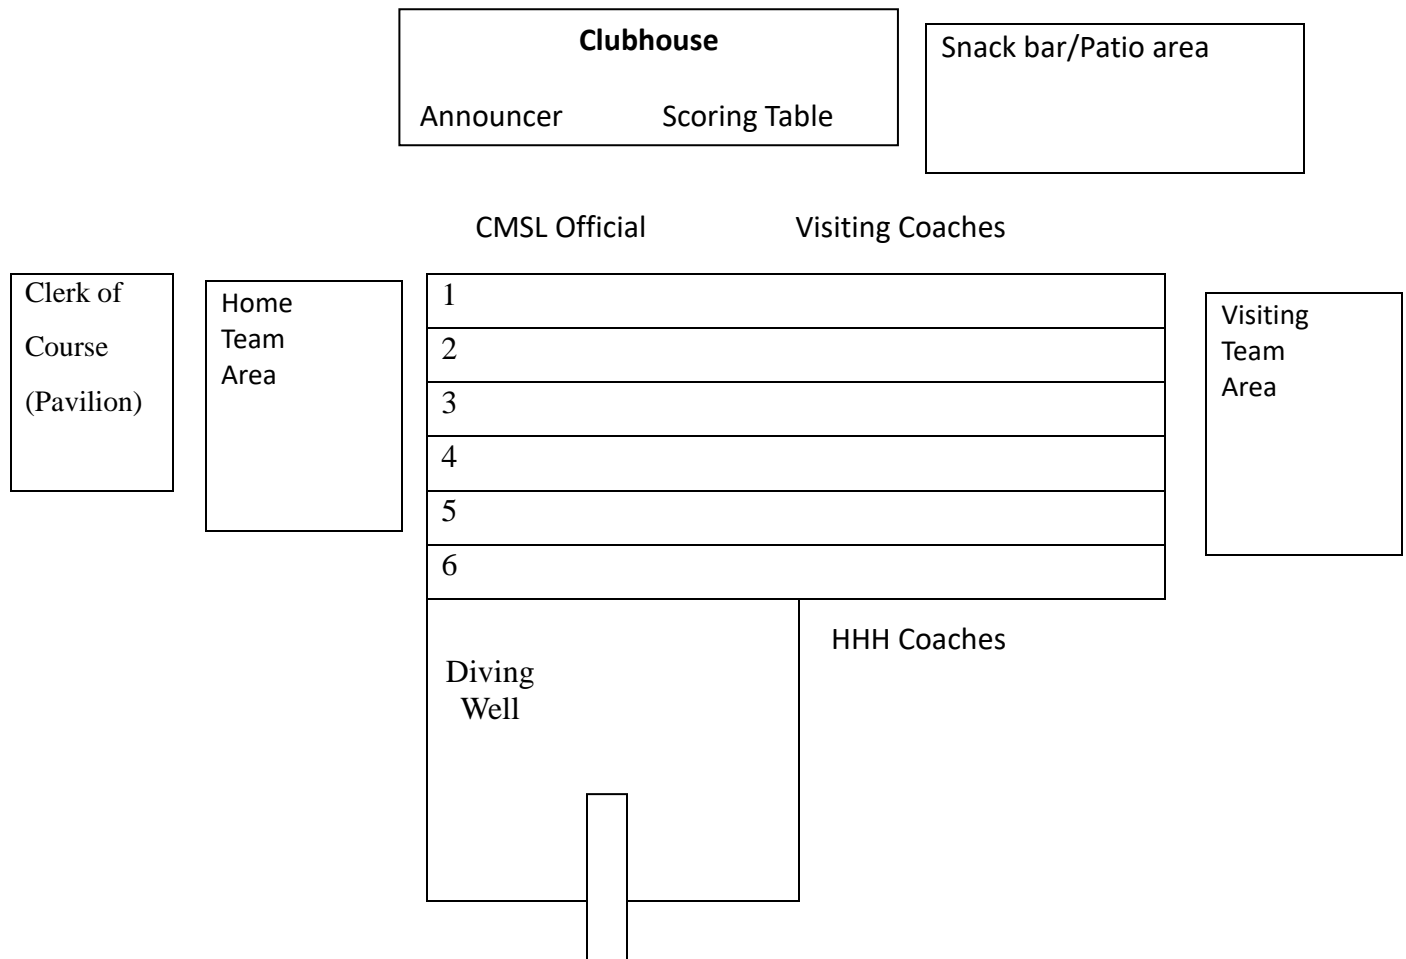 Clubhouse
Announcer Scoring Table
Snack bar/Patio area
CMSL Official Visiting Coaches
Clerk of
Course
(Pavilion)
Home
Team
Area
1
2
3
4
5
6
Visiting
Team
Area
HHH Coaches
Diving
Well